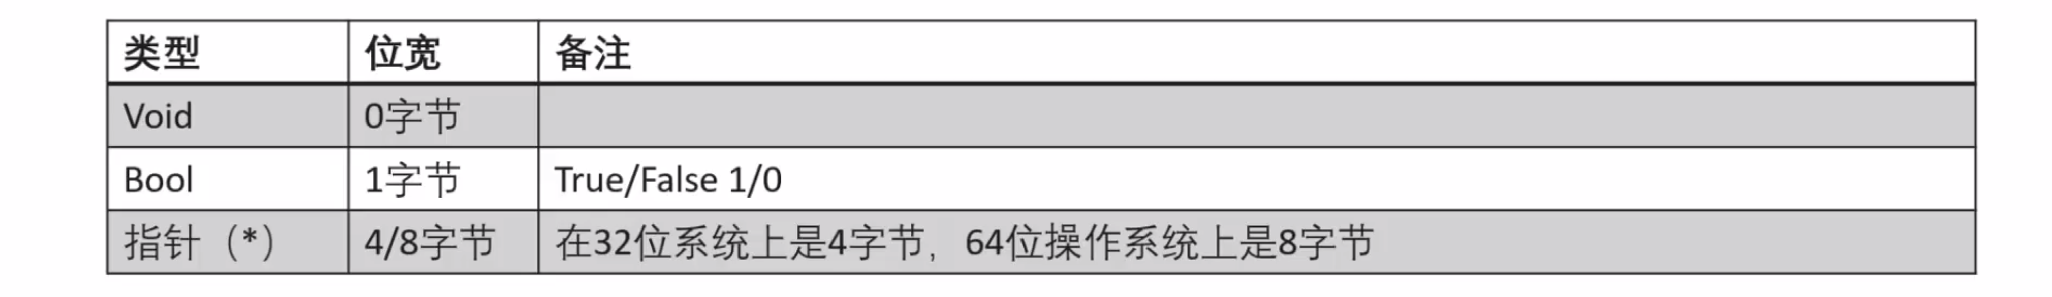 类型 位宽 备注
Void 0字节
Bool 1字节 True/False 1/0
指针（*） 4/8字节 在32位系统上是4字节，64位操作系统上是8字节